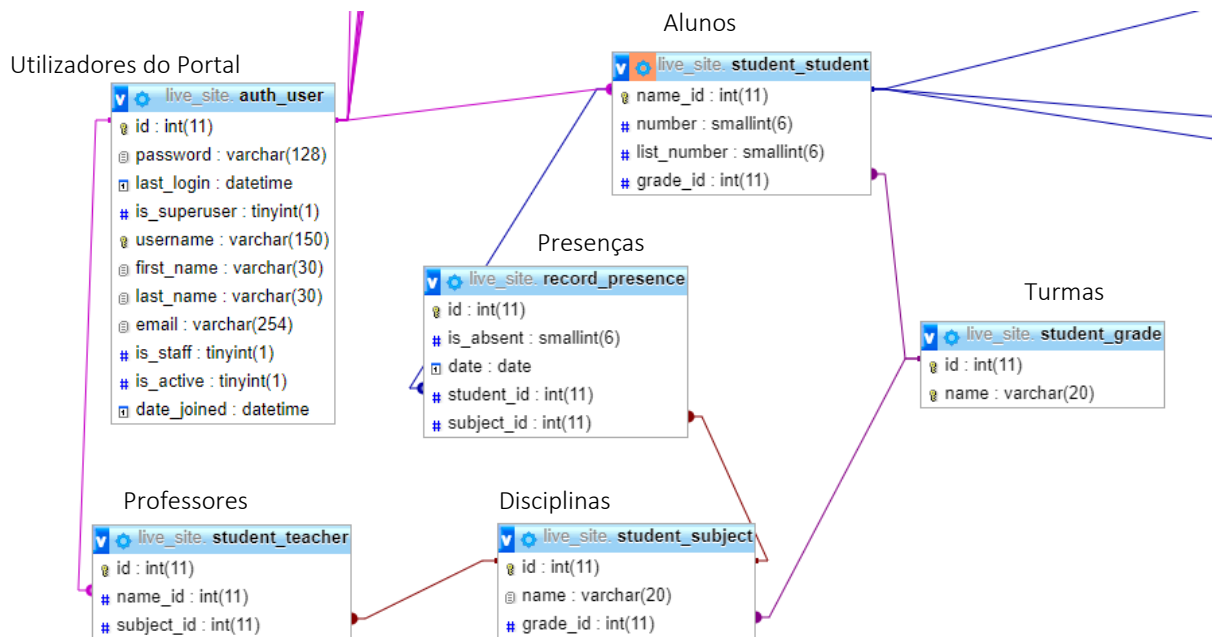 Alunos
Utilizadores do Portal
live_site. student_student
name_id : int(11)
number : smallint(6)
list_number : smallint(6)
grade_id : int(11)
live_site. auth_user
id : int(11)
password : varchar(128)
last_login : datetime
is_superuser : tinyint(1)
username : varchar(150)
first_name : varchar(30)
last_name : varchar(30)
email : varchar(254)
is_staff : tinyint(1)
is_active : tinyint(1)
date_joined : datetime
Presenças
live_site. record_presence
id : int(11)
is_absent : smallint(6)
date : date
student_id : int(11)
subject_id : int(11)
Turmas
live_site. student_grade
id : int(11)
name : varchar(20)
Professores
live_site. student_teacher
id : int(11)
name_id : int(11)
subject_id : int(11)
Disciplinas
live_site. student_subject
id : int(11)
name : varchar(20)
grade_id : int(11)